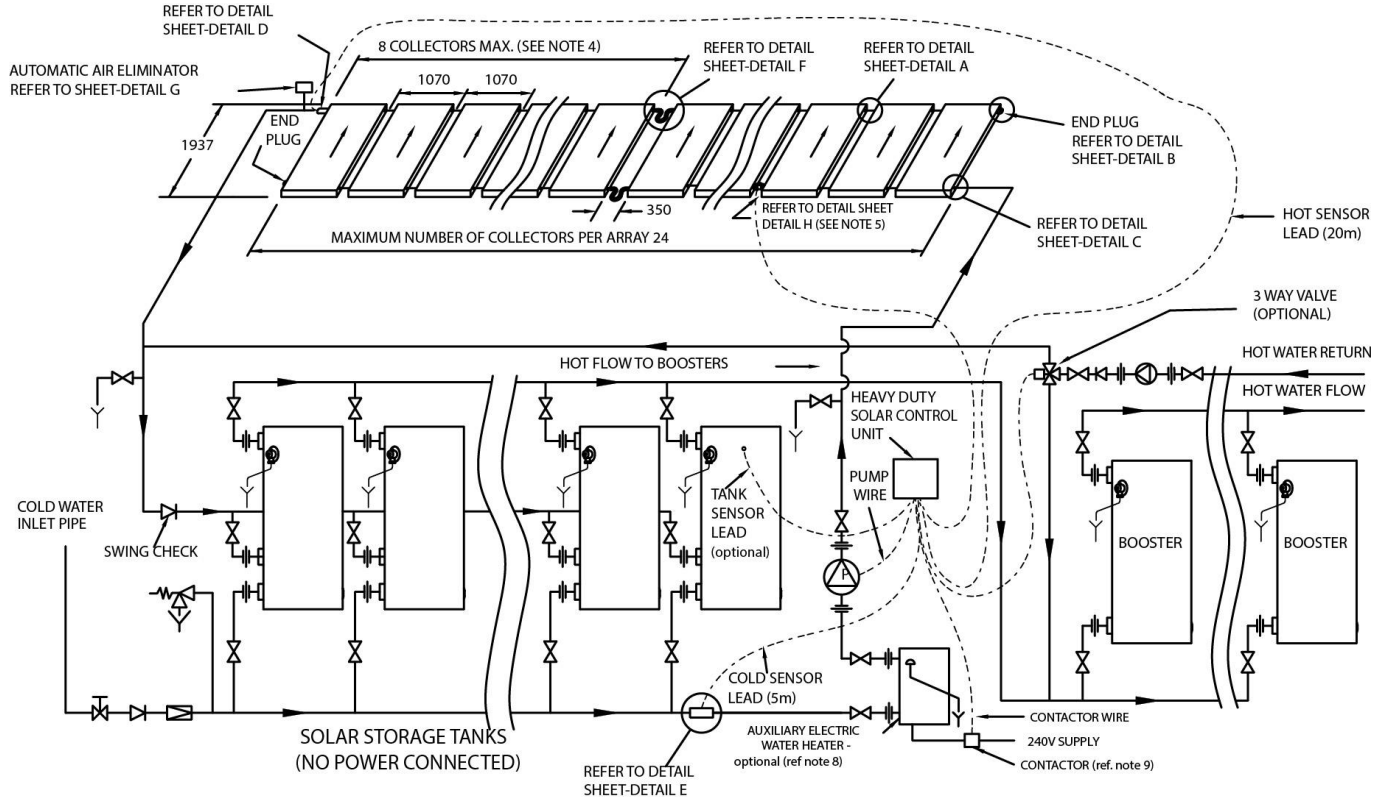 REFER TO DETAIL
SHEET-DETAIL D
8 COLLECTORS MAX. (SEE NOTE 4)
REFER TO DETAIL
SHEET-DETAIL F
REFER TO DETAIL
SHEET-DETAIL A
AUTOMATIC AIR ELIMINATOR
REFER TO SHEET-DETAIL G
1070
1070
END
PLUG
END PLUG
REFER TO DETAIL
SHEET-DETAIL B
1937
350
REFER TO DETAIL SHEET
DETAIL H (SEE NOTE 5)
REFER TO DETAIL
SHEET-DETAIL C
HOT SENSOR
LEAD (20m)
MAXIMUM NUMBER OF COLLECTORS PER ARRAY 24
3 WAY VALVE
(OPTIONAL)
HOT FLOW TO BOOSTERS
HOT WATER RETURN
HOT WATER FLOW
HEAVY DUTY
SOLAR CONTROL
UNIT
PUMP
WIRE
TANK
SENSOR
LEAD
(optional)
COLD WATER
INLET PIPE
SWING CHECK
P
BOOSTER
BOOSTER
COLD SENSOR
LEAD (5m)
AUXILIARY ELECTRIC
WATER HEATER -
optional (ref note 8)
CONTACTOR WIRE
240V SUPPLY
CONTACTOR (ref. note 9)
SOLAR STORAGE TANKS
(NO POWER CONNECTED)
REFER TO DETAIL
SHEET-DETAIL E